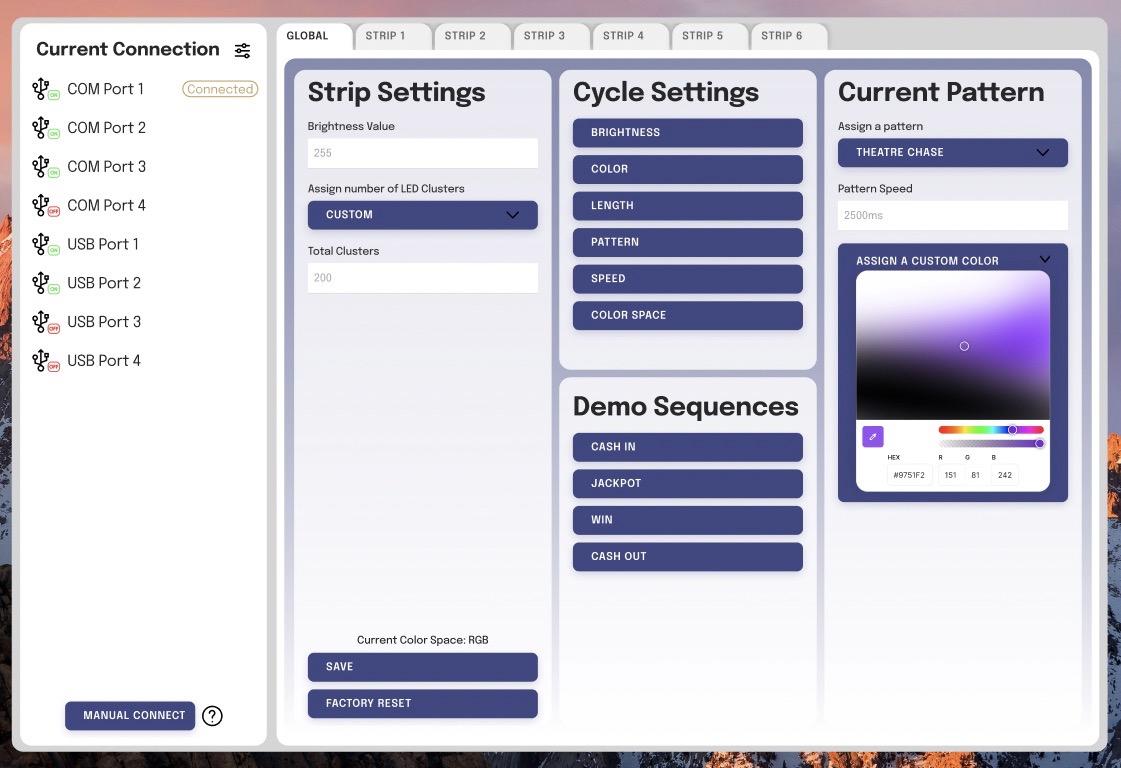 Current Connection
COM Port 1
ON
Connected
COM Port 2
ON
COM Port 3
ON
COM Port 4
OFF
USB Port 1
ON
USB Port 2
ON
USB Port 3
OFF
USB Port 4
OFF
MANUAL CONNECT
?
GLOBAL
STRIP 1
STRIP 2
STRIP 3
STRIP 4
STRIP 5
STRIP 6
Strip Settings
Brightness Value
255
Assign number of LED Clusters
CUSTOM
Total Clusters
200
Current Color Space: RGB
SAVE
FACTORY RESET
Cycle Settings
BRIGHTNESS
COLOR
LENGTH
PATTERN
SPEED
COLOR SPACE
Demo Sequences
CASH IN
JACKPOT
WIN
CASH OUT
Current Pattern
Assign a pattern
THEATRE CHASE
Pattern Speed
2500ms
ASSIGN A CUSTOM COLOR
HEX R G B
#9751F2 151 81 242